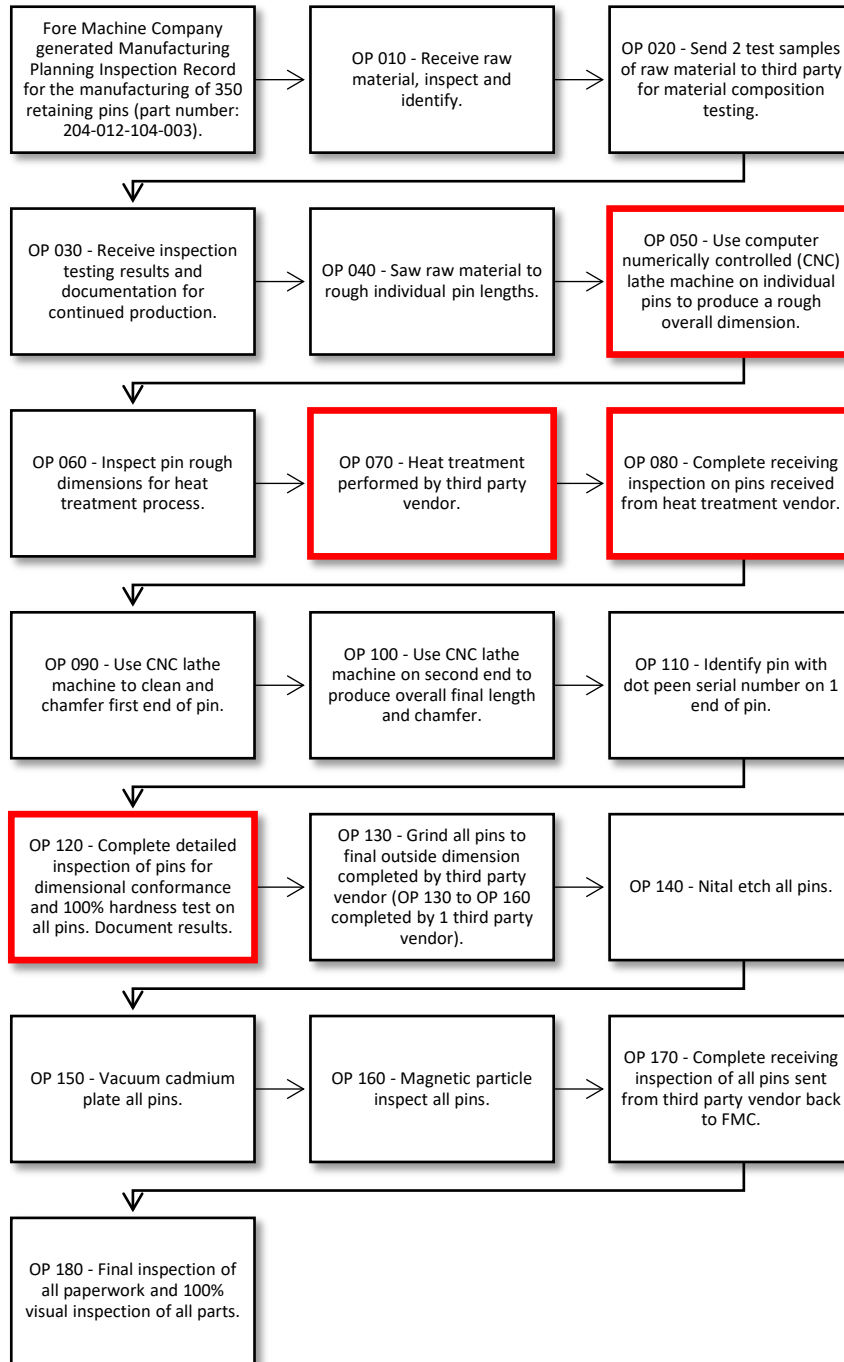 Fore Machine Company
generated Manufacturing
Planning Inspection Record
for the manufacturing of 350
retaining pins (part number:
204-012-104-003).
OP 010 - Receive raw
material, inspect and
identify.
OP 020 - Send 2 test samples
of raw material to third party
for material composition
testing.
OP 030 - Receive inspection
testing results and
documentation for
continued production.
OP 040 - Saw raw material to
rough individual pin lengths.
OP 050 - Use computer
numerically controlled (CNC)
lathe machine on individual
pins to produce a rough
overall dimension.
OP 060 - Inspect pin rough
dimensions for heat
treatment process.
OP 070 - Heat treatment
performed by third party
vendor.
OP 080 - Complete receiving
inspection on pins received
from heat treatment vendor.
OP 090 - Use CNC lathe
machine to clean and
chamfer first end of pin.
OP 100 - Use CNC lathe
machine on second end to
produce overall final length
and chamfer.
OP 110 - Identify pin with
dot peen serial number on 1
end of pin.
OP 120 - Complete detailed
inspection of pins for
dimensional conformance
and 100% hardness test on
all pins. Document results.
OP 130 - Grind all pins to
final outside dimension
completed by third party
vendor (OP 130 to OP 160
completed by 1 third party
vendor).
OP 140 - Nital etch all pins.
OP 150 - Vacuum cadmium
plate all pins.
OP 160 - Magnetic particle
inspect all pins.
OP 170 - Complete receiving
inspection of all pins sent
from third party vendor back
to FMC.
OP 180 - Final inspection of
all paperwork and 100%
visual inspection of all parts.